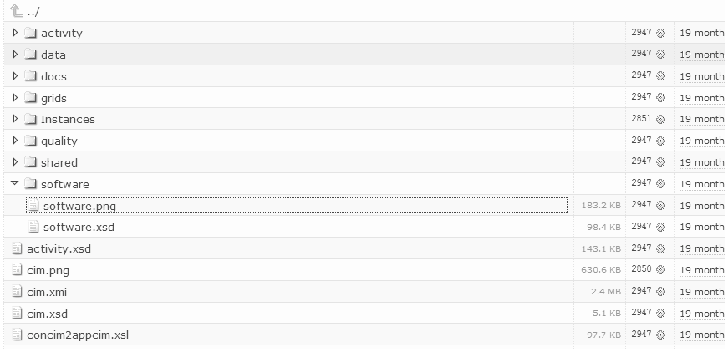 ../
activity 2947 19 month
data 2947 19 month
docs 2947 19 month
grids 2947 19 month
Instances 2851 19 month
quality 2947 19 month
shared 2947 19 month
software 2947 19 month
software.png 183.2 KB 2947 19 month
software.xsd 98.4 KB 2947 19 month
activity.xsd 143.1 KB 2947 19 month
cim.png 630.6 KB 2850 19 month
cim.xmi 2.4 MB 2947 19 month
cim.xsd 5.1 KB 2947 19 month
concim2appcim.xsl 97.7 KB 2947 19 month